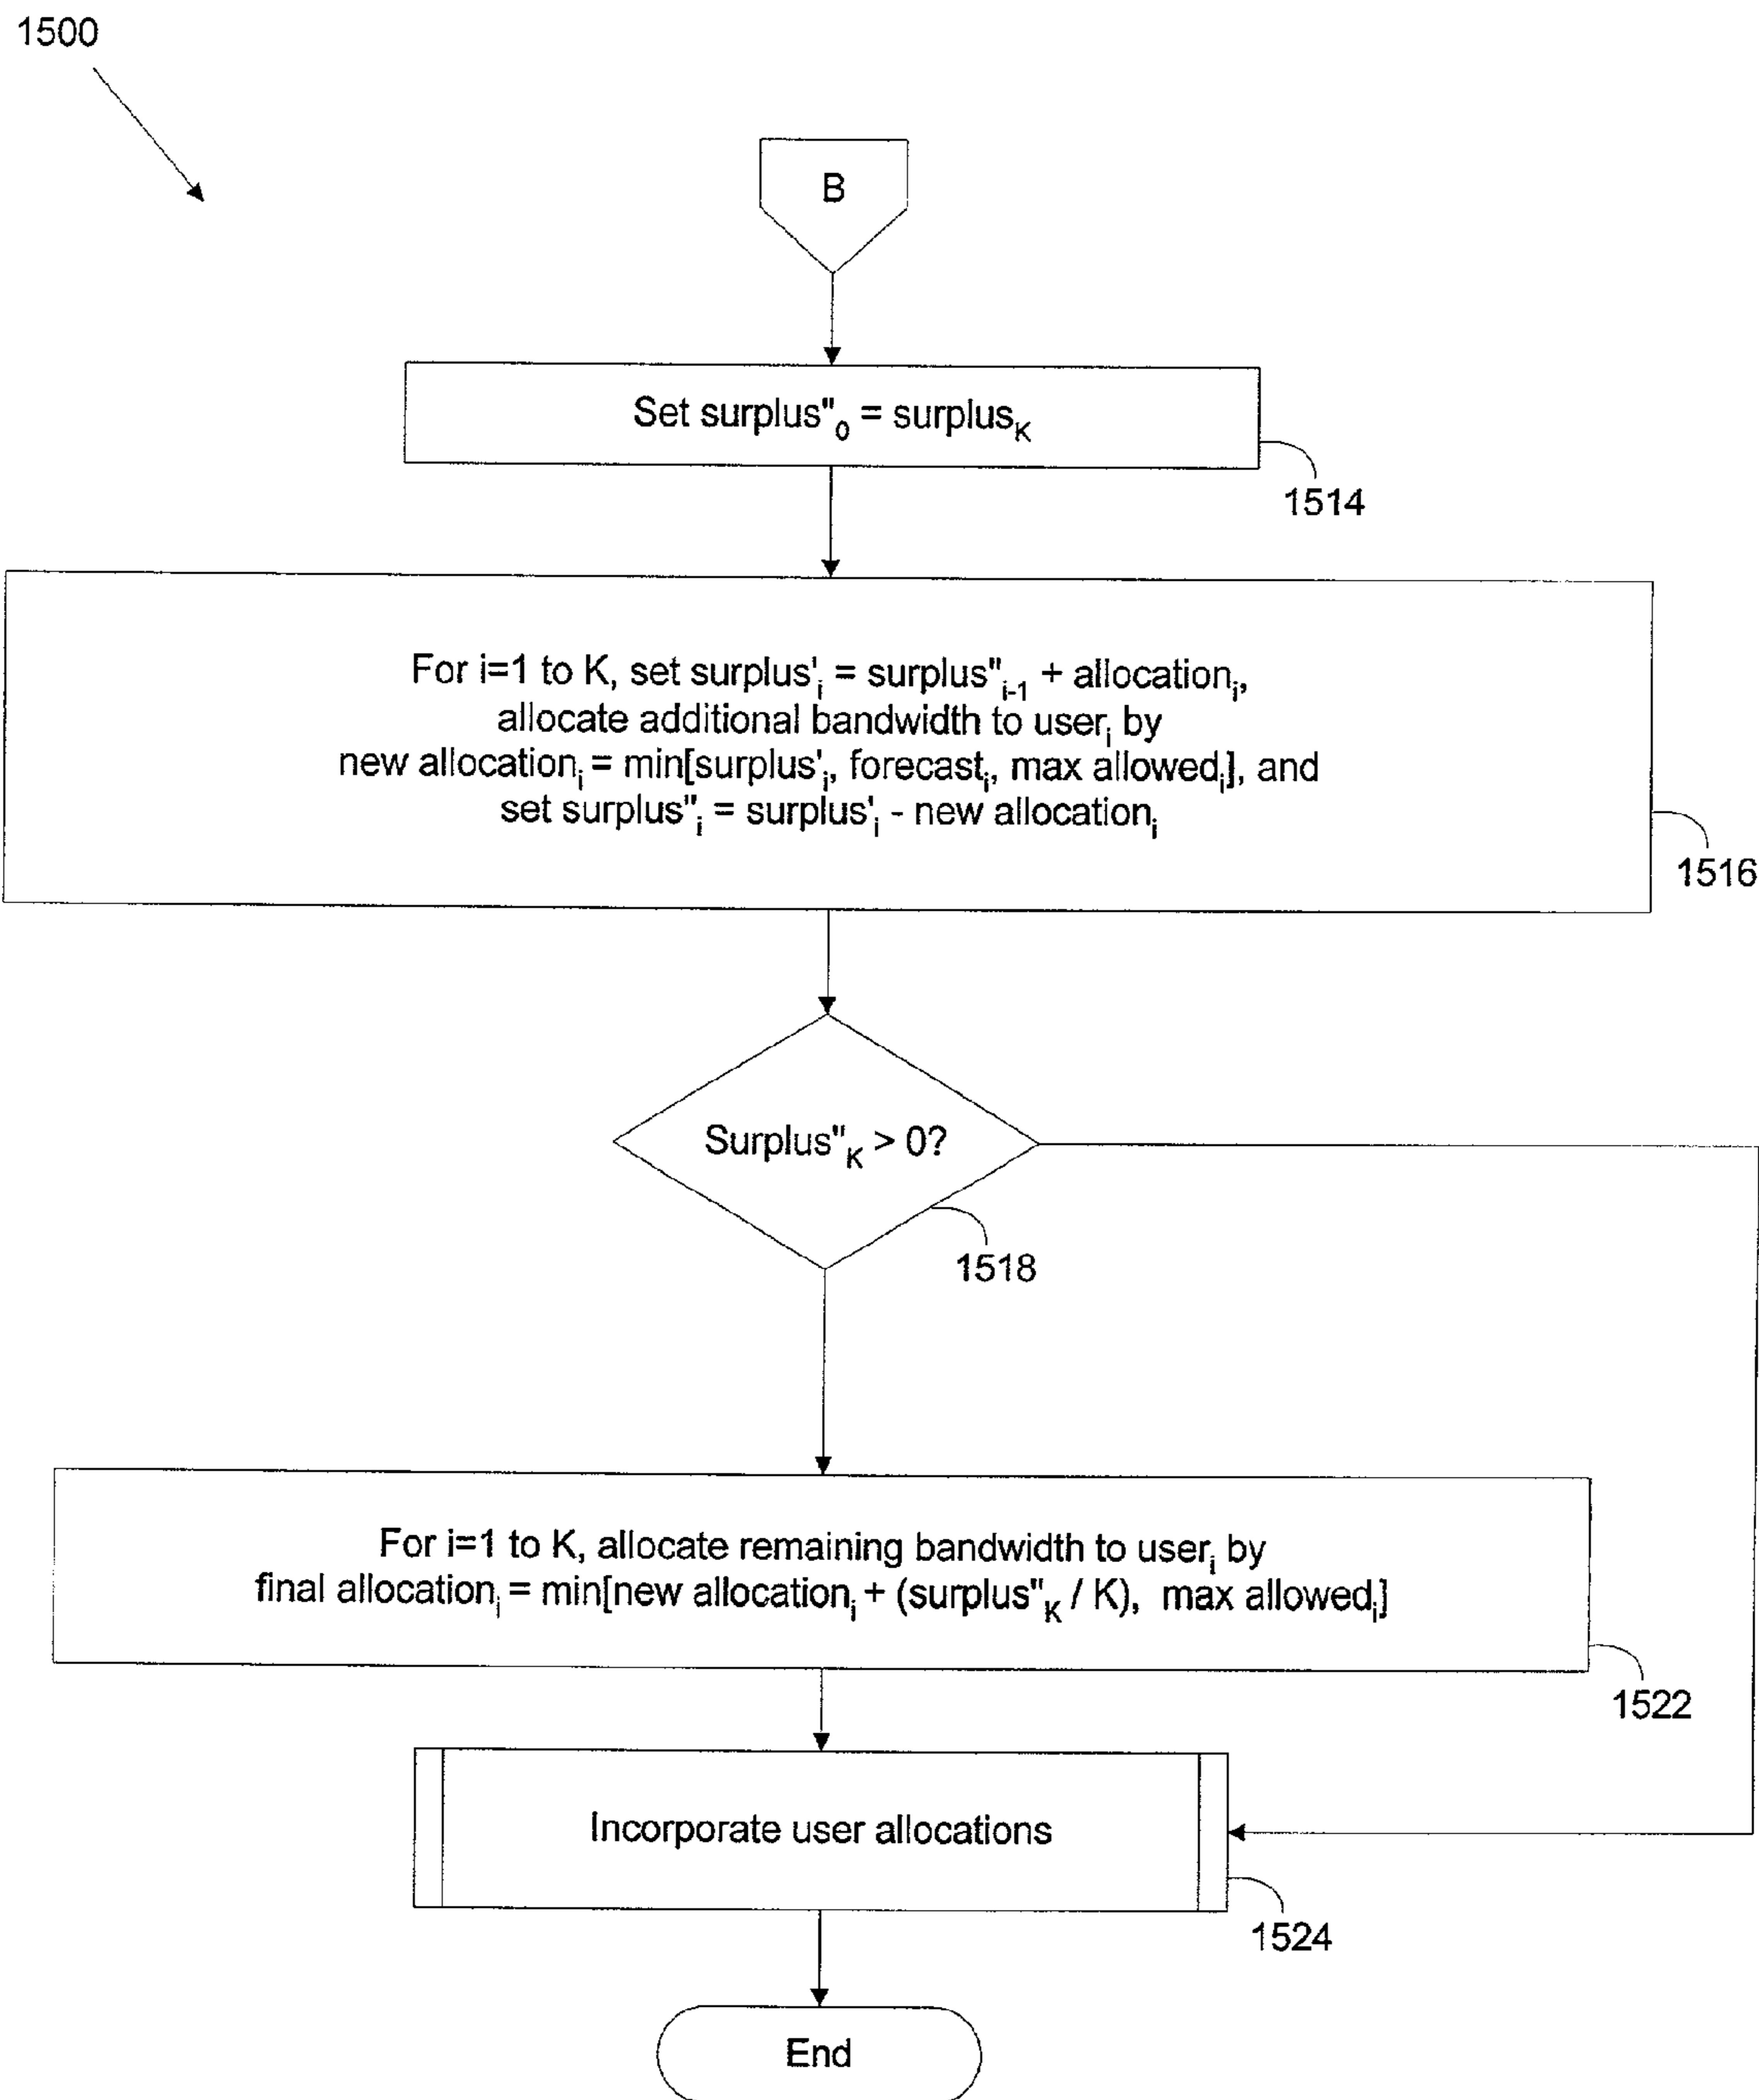 1500
B
Set surplus"₀ = surplusK
1514
For i=1 to K, set surplus'ᵢ = surplus"ᵢ₋₁ + allocationᵢ,
allocate additional bandwidth to userᵢ by
new allocationᵢ = min[surplus'ᵢ, forecastᵢ, max allowedᵢ], and
set surplus"ᵢ = surplus'ᵢ - new allocationᵢ
1516
Surplus"K > 0?
1518
For i=1 to K, allocate remaining bandwidth to userᵢ by
final allocationᵢ = min[new allocationᵢ + (surplus"K / K), max allowedᵢ]
1522
Incorporate user allocations
1524
End